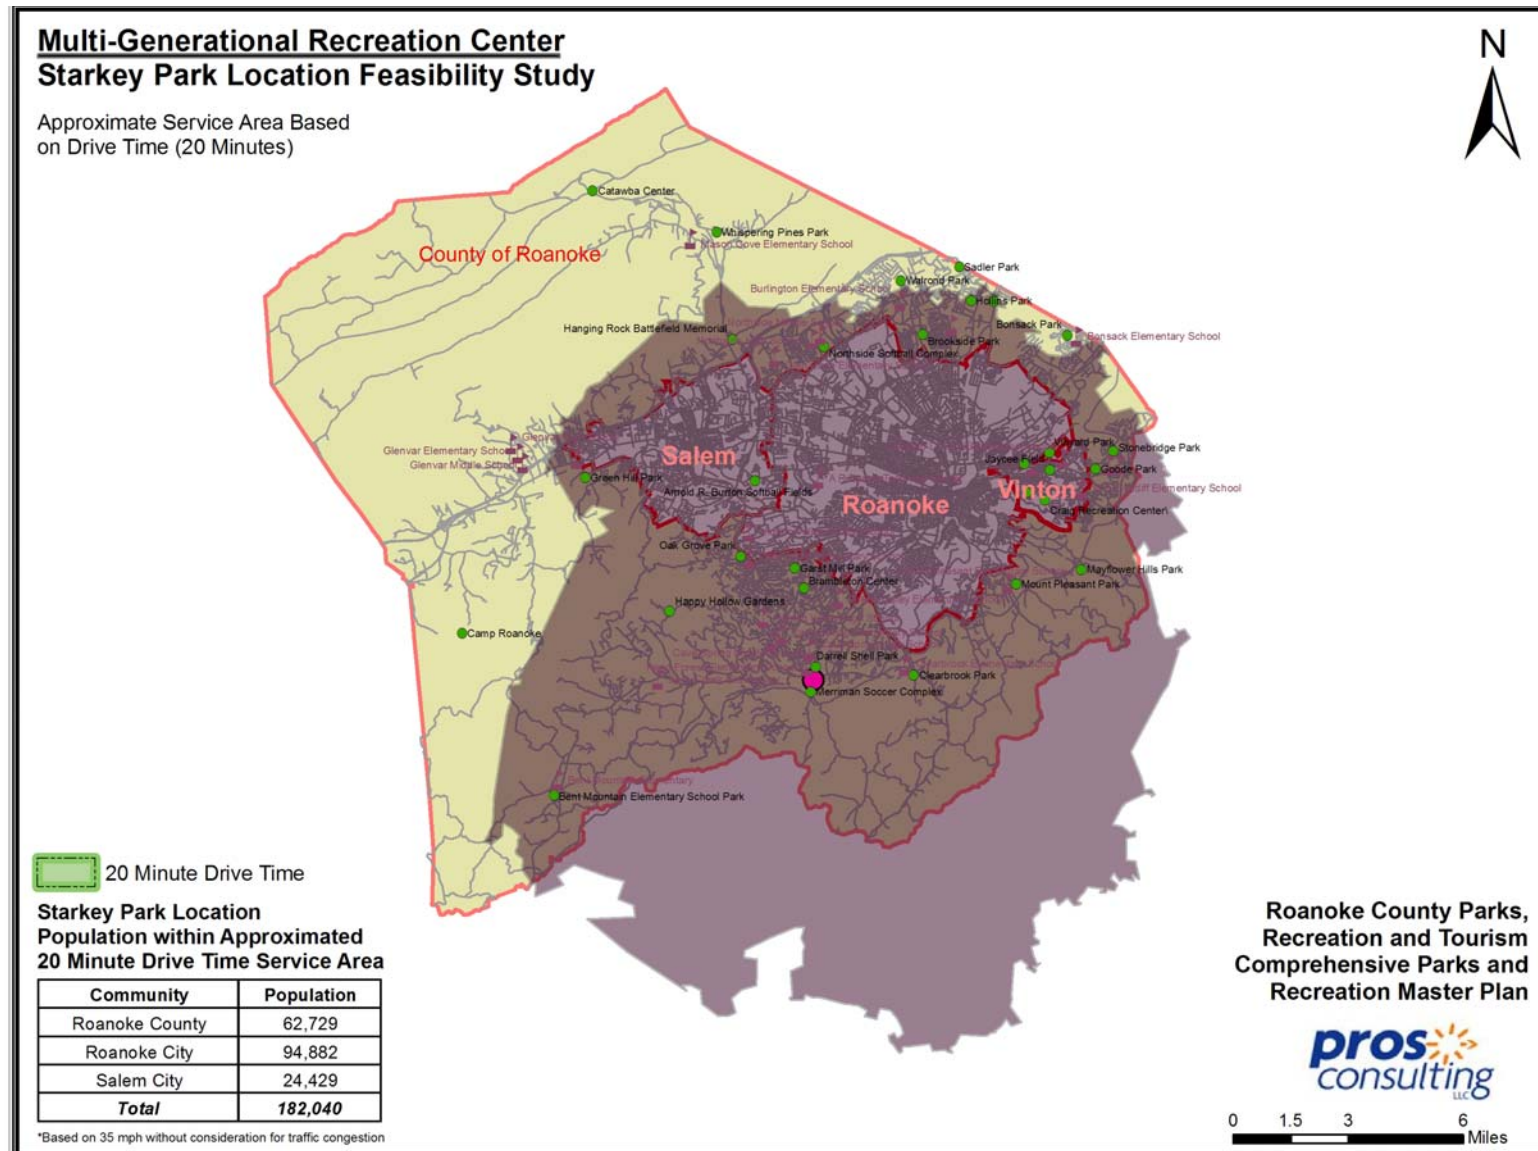 Multi-Generational Recreation Center
Starkey Park Location Feasibility Study
Approximate Service Area Based
on Drive Time (20 Minutes)
N
Catawba Center
Whispering Pines Park
Mason Cove Elementary School
County of Roanoke
Sadler Park
Walrond Park
Burlington Elementary School
Hollins Park
Bonsack Park
Bonsack Elementary School
Hanging Rock Battlefield Memorial
Brookside Park
Northside Softball Complex
Glenvar Elementary School
Glenvar Middle School
Salem
Green Hill Park
Arnold R. Burton Softball Fields
Roanoke
Vinton
Vinyard Park
Stonebridge Park
Jaycee Field
Goode Park
Elementary School
Craig Recreation Center
Oak Grove Park
Garst Mill Park
Brambleton Center
Mayflower Hills Park
Mount Pleasant Park
Happy Hollow Gardens
Camp Roanoke
Darrell Shell Park
Clearbrook Park
Merriman Soccer Complex
Bent Mountain Elementary School Park
20 Minute Drive Time
Starkey Park Location
Population within Approximated
20 Minute Drive Time Service Area
Community Population
Roanoke County 62,729
Roanoke City 94,882
Salem City 24,429
Total 182,040
*Based on 35 mph without consideration for traffic congestion
Roanoke County Parks,
Recreation and Tourism
Comprehensive Parks and
Recreation Master Plan
pros
consulting
LLC
0 1.5 3 6
Miles